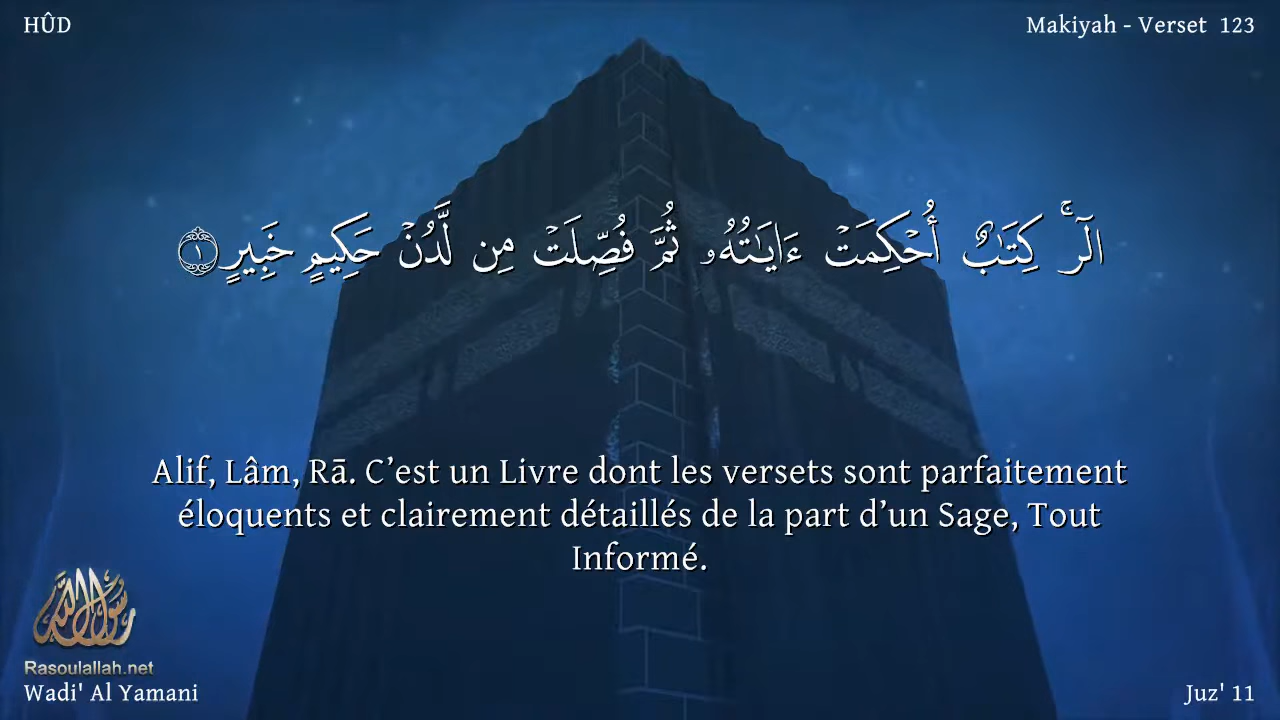 HÛD
Makiyah - Verset 123
الٓرۚ كِتَٰبٌ أُحْكِمَتْ ءَايَٰتُهُۥ ثُمَّ فُصِّلَتْ مِن لَّدُنْ حَكِيمٍ خَبِيرٍ ١
Alif, Lâm, Rā. C’est un Livre dont les versets sont parfaitement
éloquents et clairement détaillés de la part d’un Sage, Tout
Informé.
رسول الله
Rasoulallah.net
Wadi' Al Yamani
Juz' 11